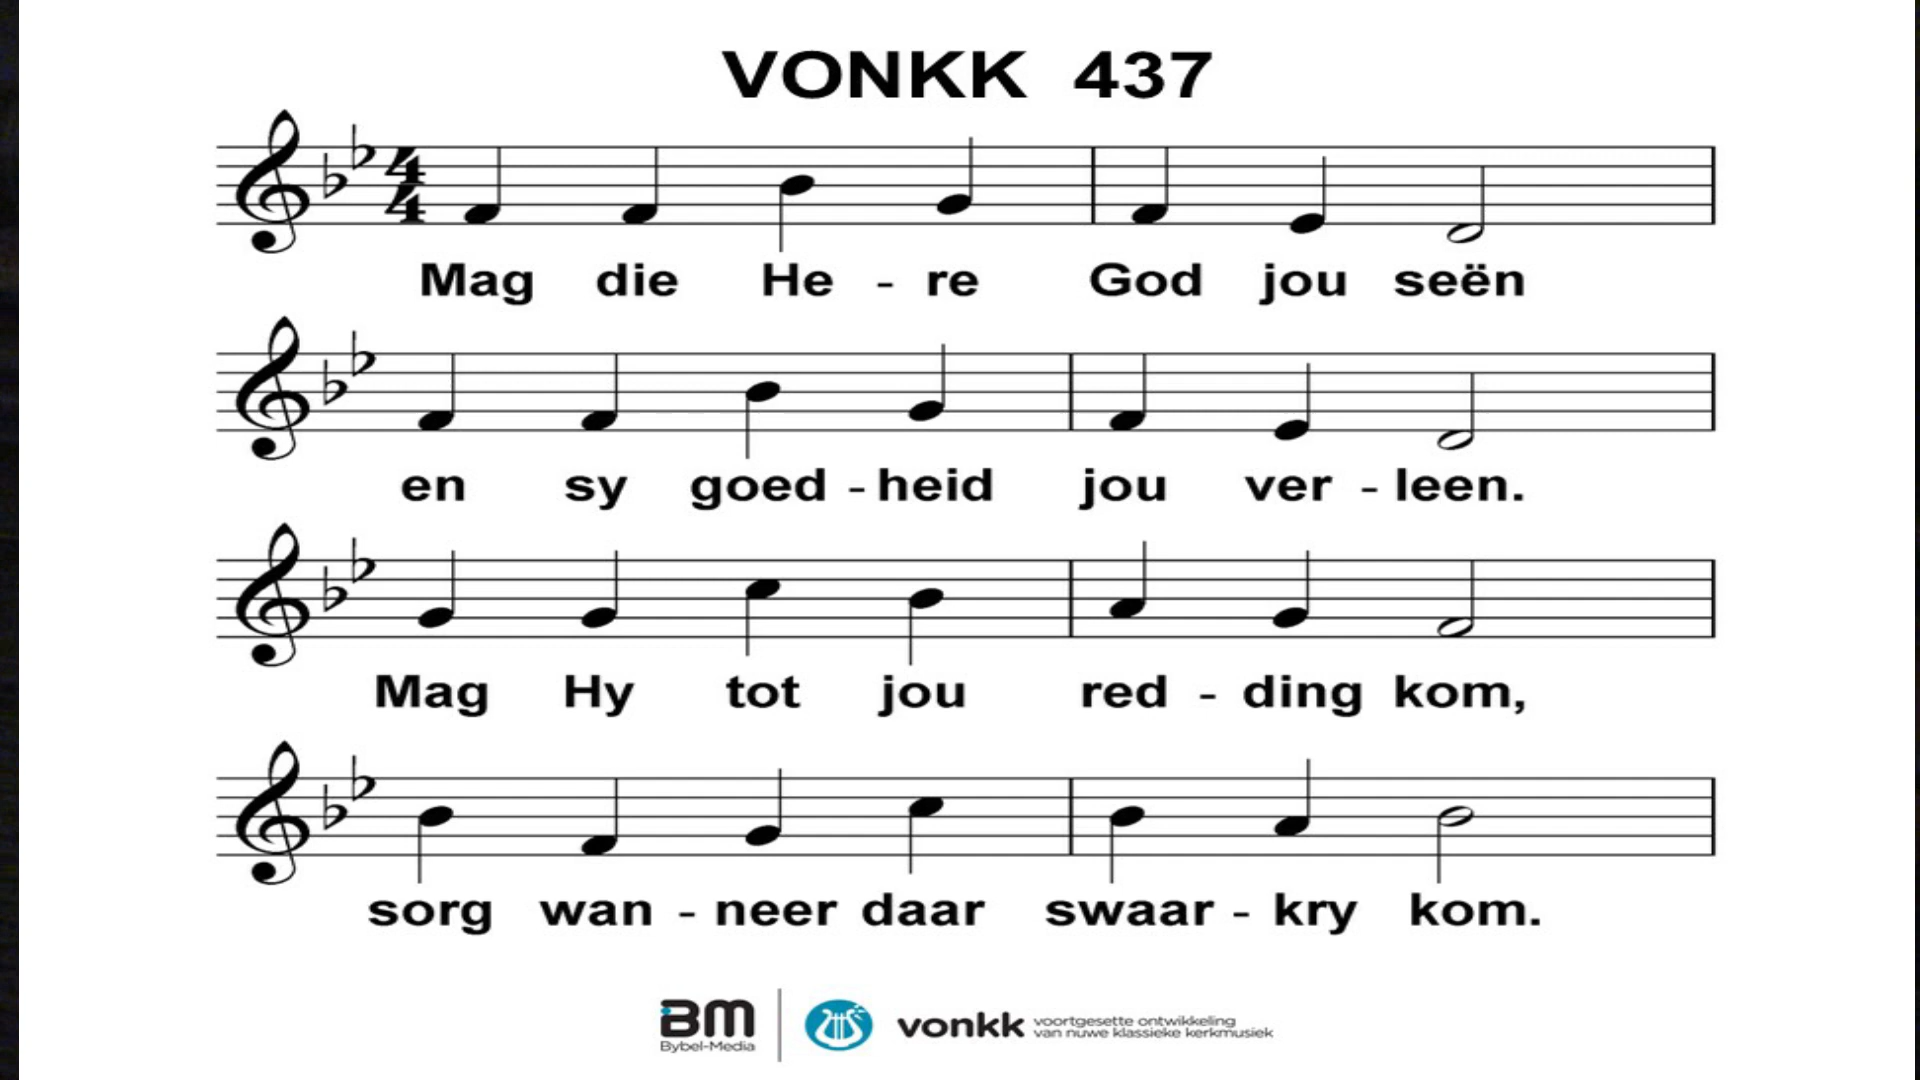 VONKK 437
4
4
Mag die He - re God jou seën
en sy goed - heid jou ver - leen.
Mag Hy tot jou red - ding kom,
sorg wan - neer daar swaar - kry kom.
BM
Bybel-Media
vonkk
voortgesette ontwikkeling
van nuwe klassieke kerkmusiek